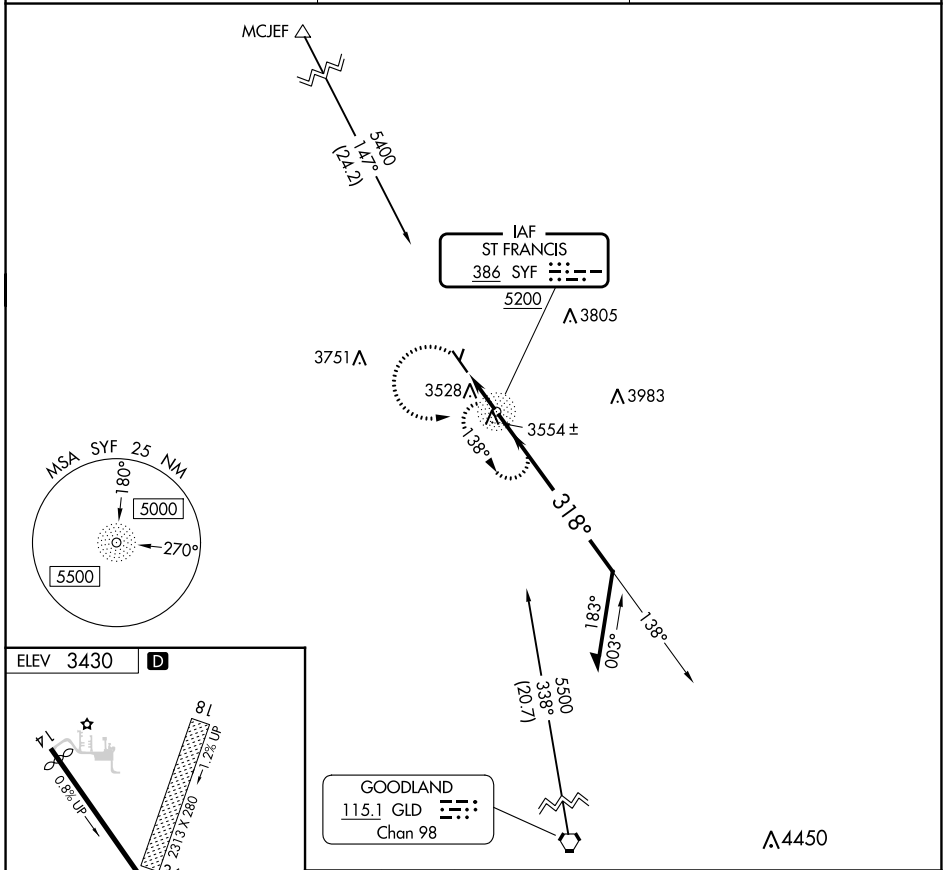 MCJEF
5400
147°
(24.2)
IAF
ST FRANCIS
386 SYF
5200
3805
3751
3528
3983
3554 ±
138°
318°
MSA SYF 25 NM
180°
5000
270°
5500
183°
003°
138°
ELEV 3430 D
14
0.8% UP
18
1.2% UP
2313 X 280
5500
338°
(20.7)
GOODLAND
115.1 GLD
Chan 98
4450